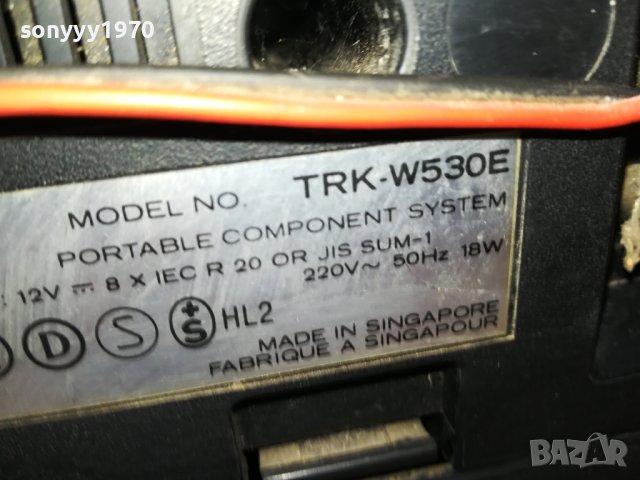 sonyyy1970
MODEL NO. TRK-W530E
PORTABLE COMPONENT SYSTEM
: 12V ⎓ 8 X IEC R 20 OR JIS SUM-1
220V~ 50Hz 18W
D S +S HL2
MADE IN SINGAPORE
FABRIQUE A SINGAPOUR
BAZAR